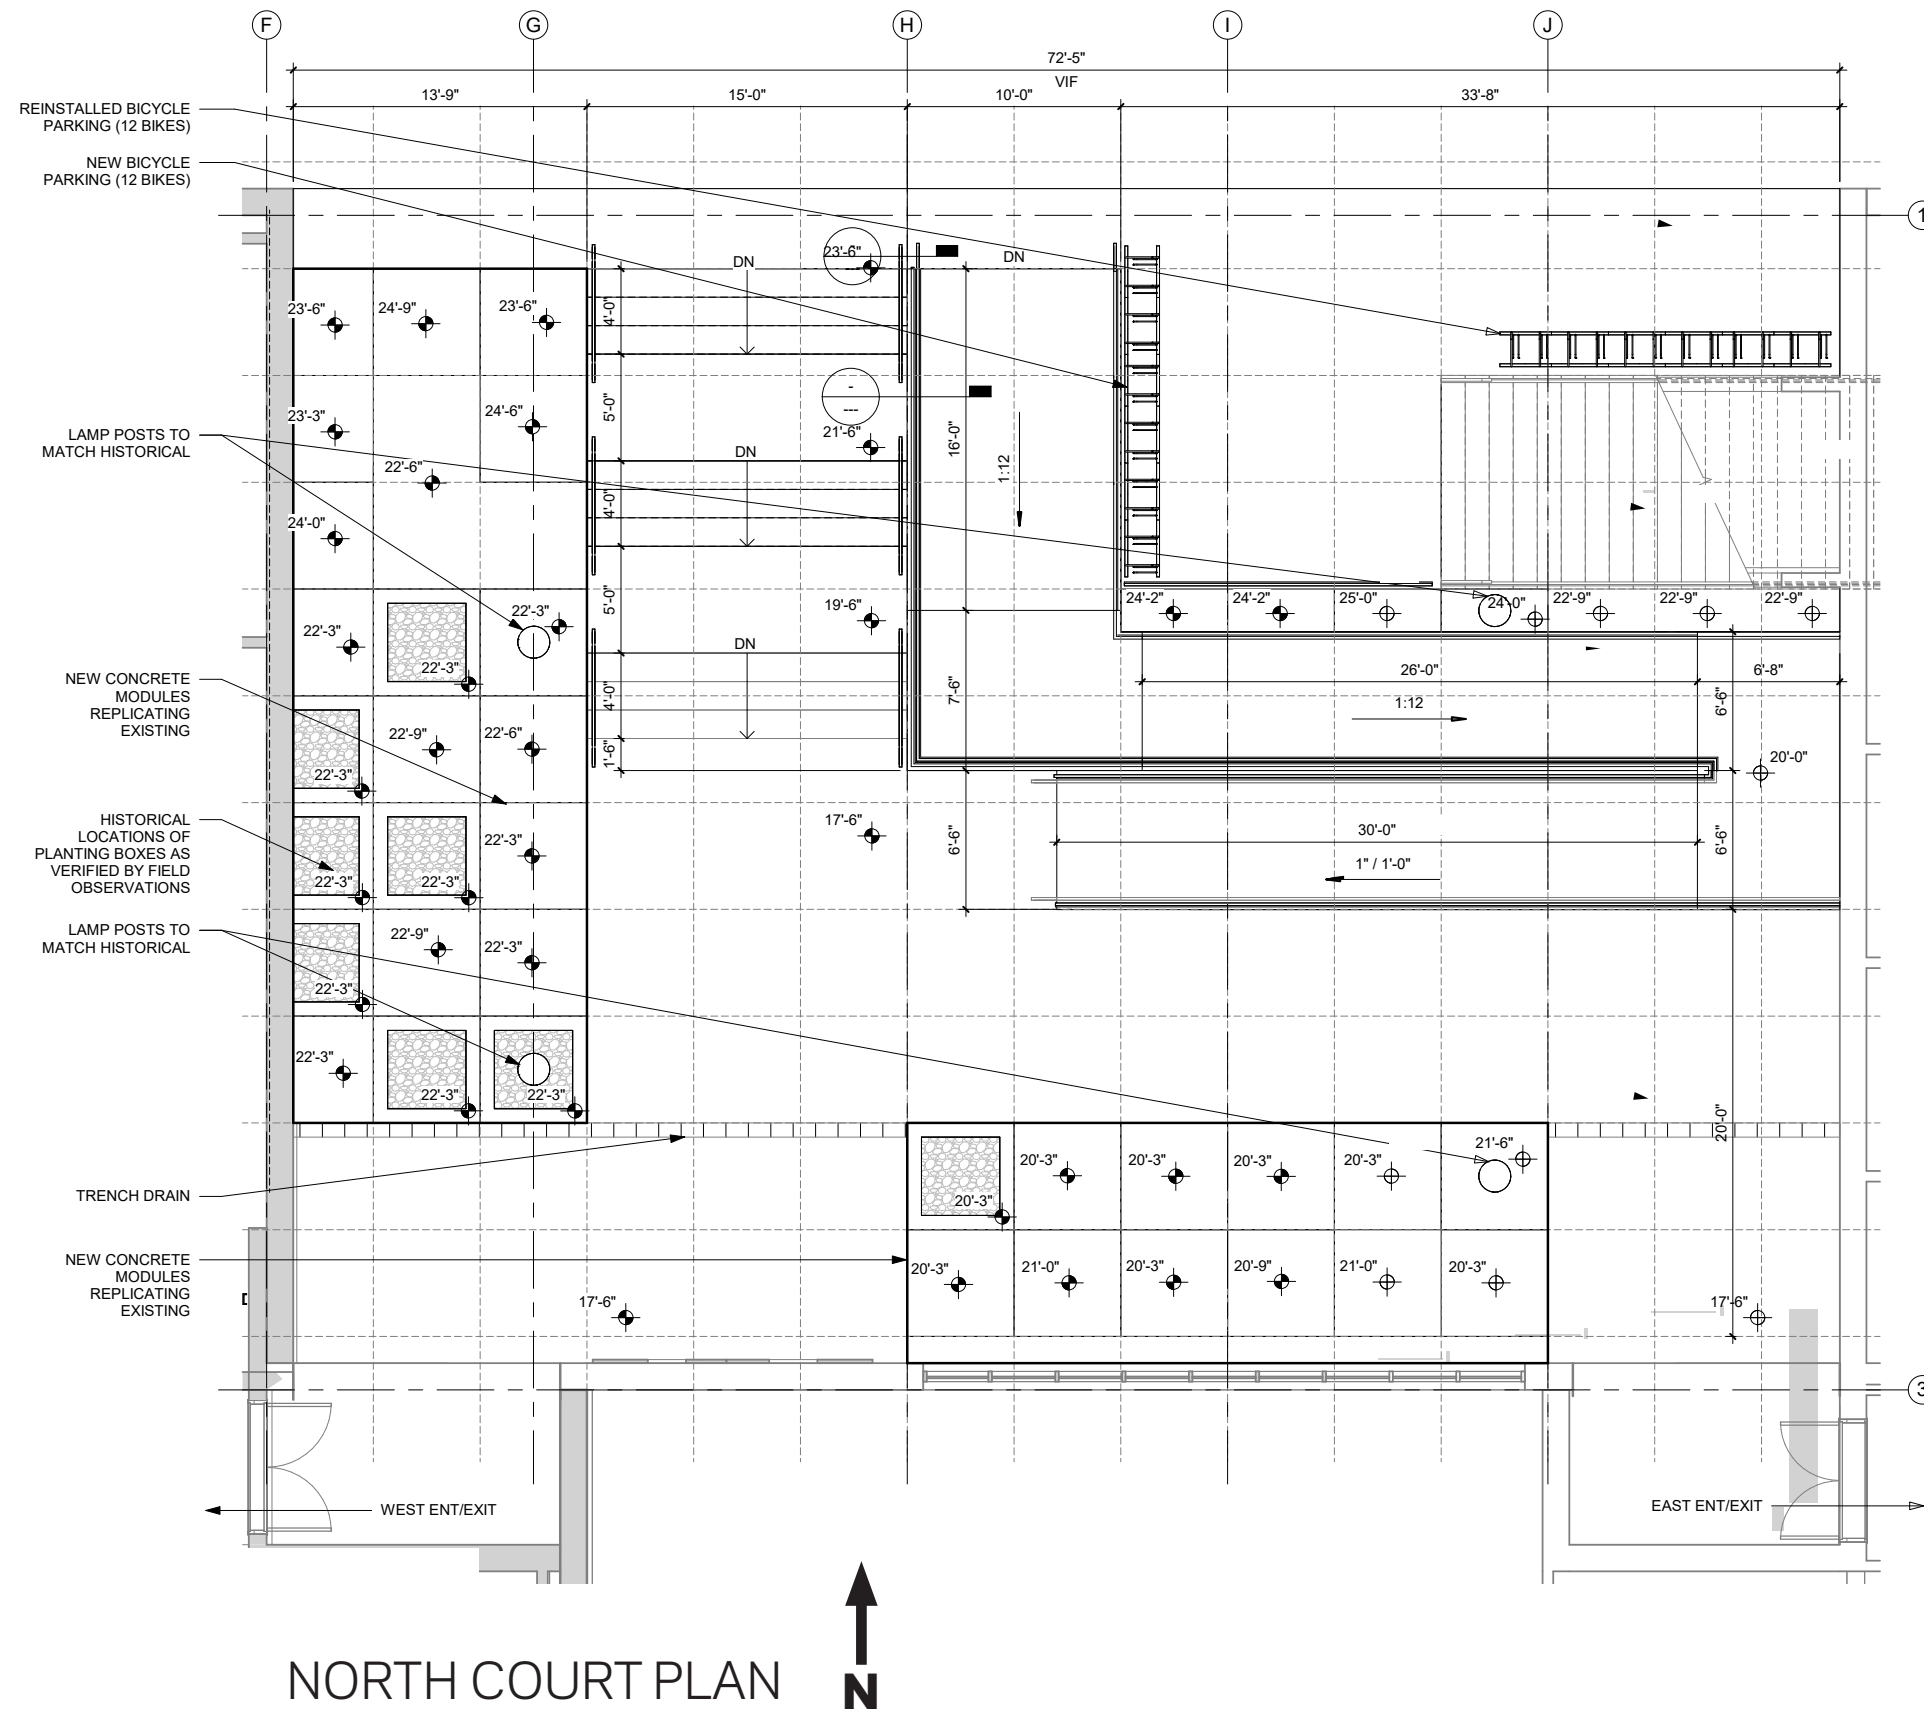 F
G
H
I
J
72'-5"
VIF
13'-9"
15'-0"
10'-0"
33'-8"
REINSTALLED BICYCLE
PARKING (12 BIKES)
NEW BICYCLE
PARKING (12 BIKES)
1
23'-6"
DN
DN
23'-6"
24'-9"
23'-6"
4'-0"
-
---
23'-3"
24'-6"
5'-0"
21'-6"
16'-0"
1:12
LAMP POSTS TO
MATCH HISTORICAL
DN
22'-6"
4'-0"
24'-0"
5'-0"
22'-3"
22'-3"
22'-3"
19'-6"
24'-2"
24'-2"
25'-0"
24'-0"
22'-9"
22'-9"
22'-9"
DN
NEW CONCRETE
MODULES
REPLICATING
EXISTING
4'-0"
7'-6"
26'-0"
6'-8"
1:12
6'-6"
22'-9"
22'-6"
1'-6"
22'-3"
20'-0"
HISTORICAL
LOCATIONS OF
PLANTING BOXES AS
VERIFIED BY FIELD
OBSERVATIONS
22'-3"
22'-3"
22'-3"
17'-6"
6'-6"
30'-0"
6'-6"
1" / 1'-0"
LAMP POSTS TO
MATCH HISTORICAL
22'-9"
22'-3"
22'-3"
22'-3"
22'-3"
22'-3"
20'-0"
TRENCH DRAIN
20'-3"
20'-3"
20'-3"
20'-3"
20'-3"
21'-6"
NEW CONCRETE
MODULES
REPLICATING
EXISTING
20'-3"
21'-0"
20'-3"
20'-9"
21'-0"
20'-3"
17'-6"
17'-6"
3
WEST ENT/EXIT
EAST ENT/EXIT
NORTH COURT PLAN
N